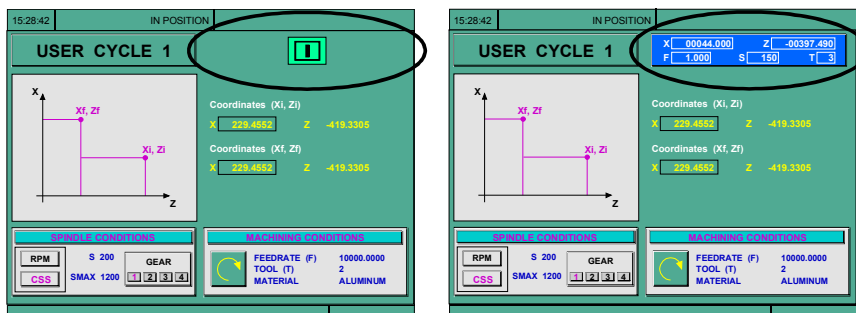 15:28:42 IN POSITION
USER CYCLE 1
X
Xf, Zf
Xi, Zi
Z
Coordinates (Xi, Zi)
X 229.4552 Z -419.3305
Coordinates (Xf, Zf)
X 229.4552 Z -419.3305
SPINDLE CONDITIONS
RPM S 200 GEAR
CSS SMAX 1200 1 2 3 4
MACHINING CONDITIONS
FEEDRATE (F) 10000.0000
TOOL (T) 2
MATERIAL ALUMINUM
15:28:42 IN POSITION
USER CYCLE 1
X 00044.000 Z -00397.490
F 1.000 S 150 T 3
X
Xf, Zf
Xi, Zi
Z
Coordinates (Xi, Zi)
X 229.4552 Z -419.3305
Coordinates (Xf, Zf)
X 229.4552 Z -419.3305
SPINDLE CONDITIONS
RPM S 200 GEAR
CSS SMAX 1200 1 2 3 4
MACHINING CONDITIONS
FEEDRATE (F) 10000.0000
TOOL (T) 2
MATERIAL ALUMINUM